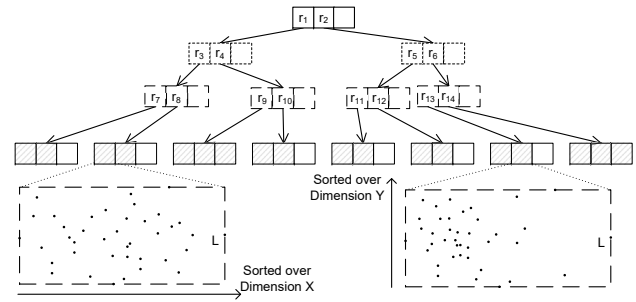 r1 r2
r3 r4
r5 r6
r7 r8
r9 r10
r11 r12
r13 r14
Sorted over
Dimension Y
L
L
Sorted over
Dimension X